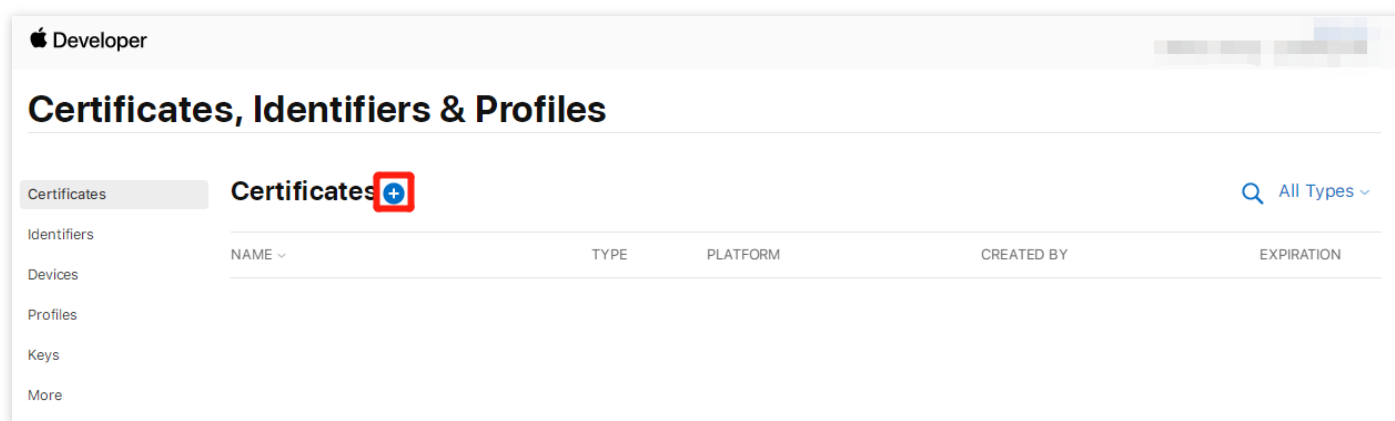 Developer
Certificates, Identifiers & Profiles
Certificates
Identifiers
Devices
Profiles
Keys
More
Certificates
All Types
NAME TYPE PLATFORM CREATED BY EXPIRATION